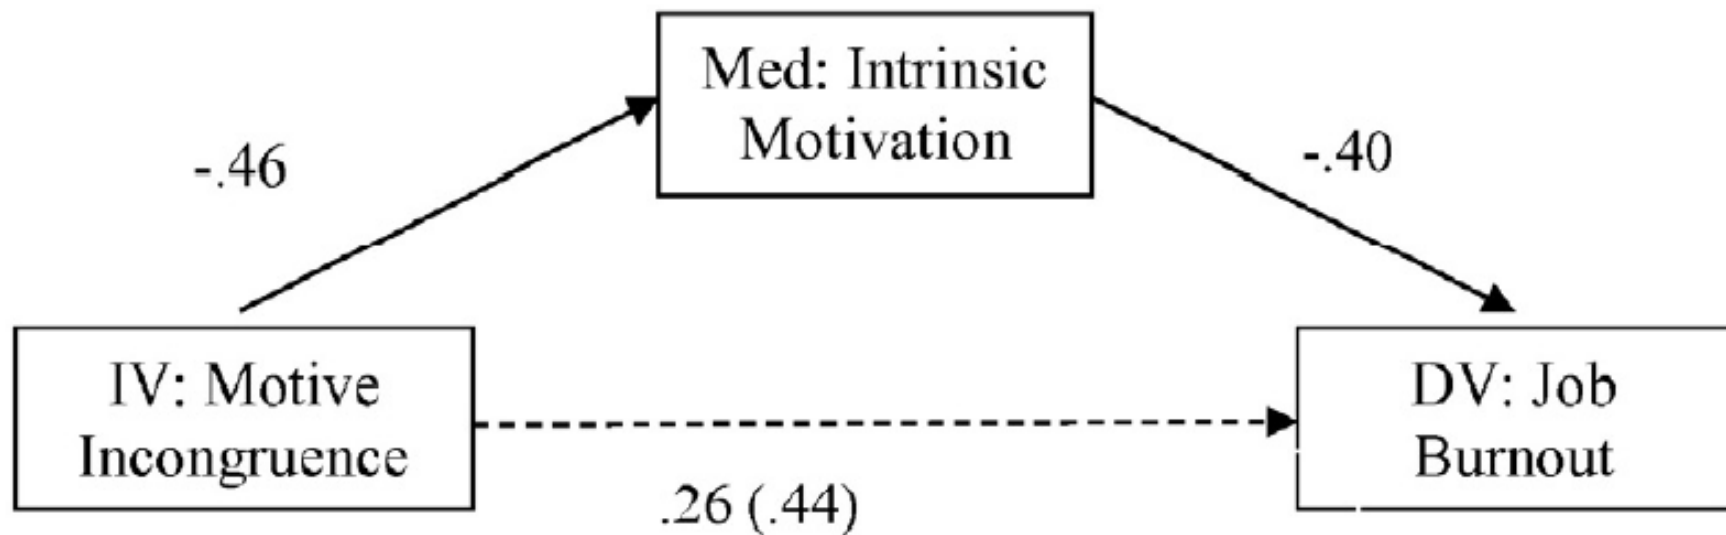 Med: Intrinsic
Motivation
-.46
-.40
IV: Motive
Incongruence
DV: Job
Burnout
.26 (.44)